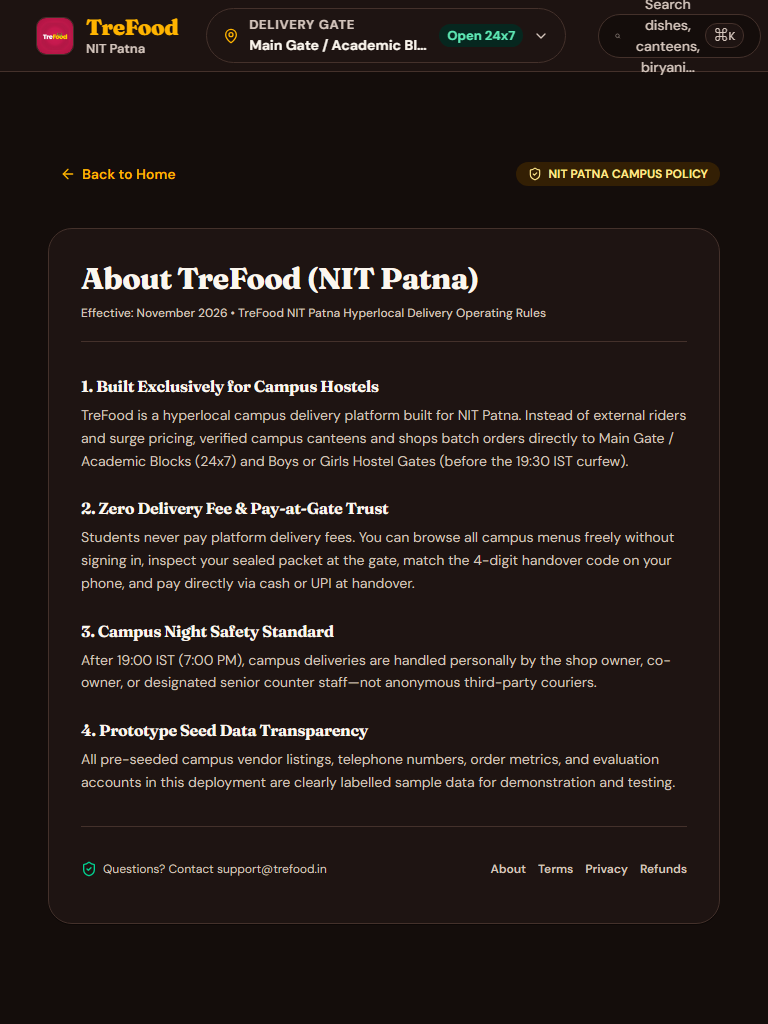 TreFood
TreFood
NIT Patna
DELIVERY GATE
Main Gate / Academic Bl...
Open 24x7
Search
dishes,
canteens,
biryani...
⌘K
Back to Home
NIT PATNA CAMPUS POLICY
About TreFood (NIT Patna)
Effective: November 2026 • TreFood NIT Patna Hyperlocal Delivery Operating Rules
1. Built Exclusively for Campus Hostels
TreFood is a hyperlocal campus delivery platform built for NIT Patna. Instead of external riders
and surge pricing, verified campus canteens and shops batch orders directly to Main Gate /
Academic Blocks (24x7) and Boys or Girls Hostel Gates (before the 19:30 IST curfew).
2. Zero Delivery Fee & Pay-at-Gate Trust
Students never pay platform delivery fees. You can browse all campus menus freely without
signing in, inspect your sealed packet at the gate, match the 4-digit handover code on your
phone, and pay directly via cash or UPI at handover.
3. Campus Night Safety Standard
After 19:00 IST (7:00 PM), campus deliveries are handled personally by the shop owner, co-
owner, or designated senior counter staff—not anonymous third-party couriers.
4. Prototype Seed Data Transparency
All pre-seeded campus vendor listings, telephone numbers, order metrics, and evaluation
accounts in this deployment are clearly labelled sample data for demonstration and testing.
Questions? Contact support@trefood.in
About Terms Privacy Refunds